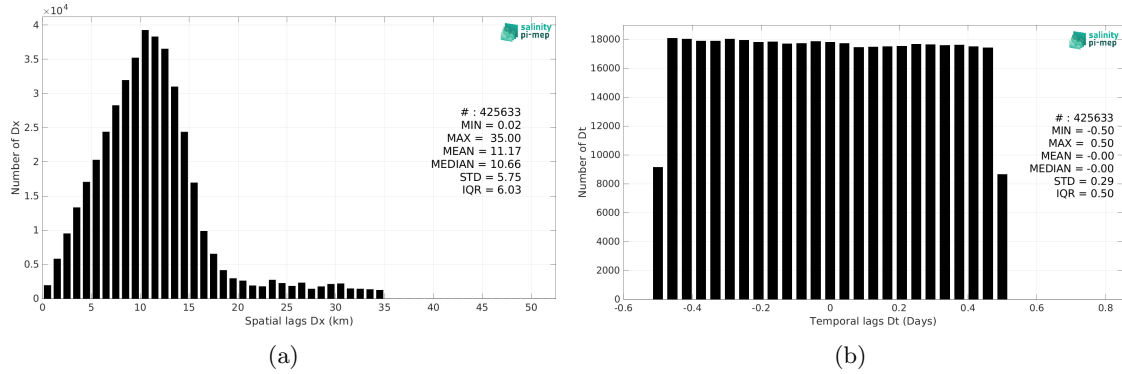 ×10⁴
4
3.5
3
2.5
2
1.5
1
0.5
0
Number of Dx
0 5 10 15 20 25 30 35 40 45 50
Spatial lags Dx (km)
salinity
pi-mep
# : 425633
MIN = 0.02
MAX = 35.00
MEAN = 11.17
MEDIAN = 10.66
STD = 5.75
IQR = 6.03
(a)
18000
16000
14000
12000
10000
8000
6000
4000
2000
0
Number of Dt
-0.6 -0.4 -0.2 0 0.2 0.4 0.6 0.8
Temporal lags Dt (Days)
salinity
pi-mep
# : 425633
MIN = -0.50
MAX = 0.50
MEAN = -0.00
MEDIAN = -0.00
STD = 0.29
IQR = 0.50
(b)